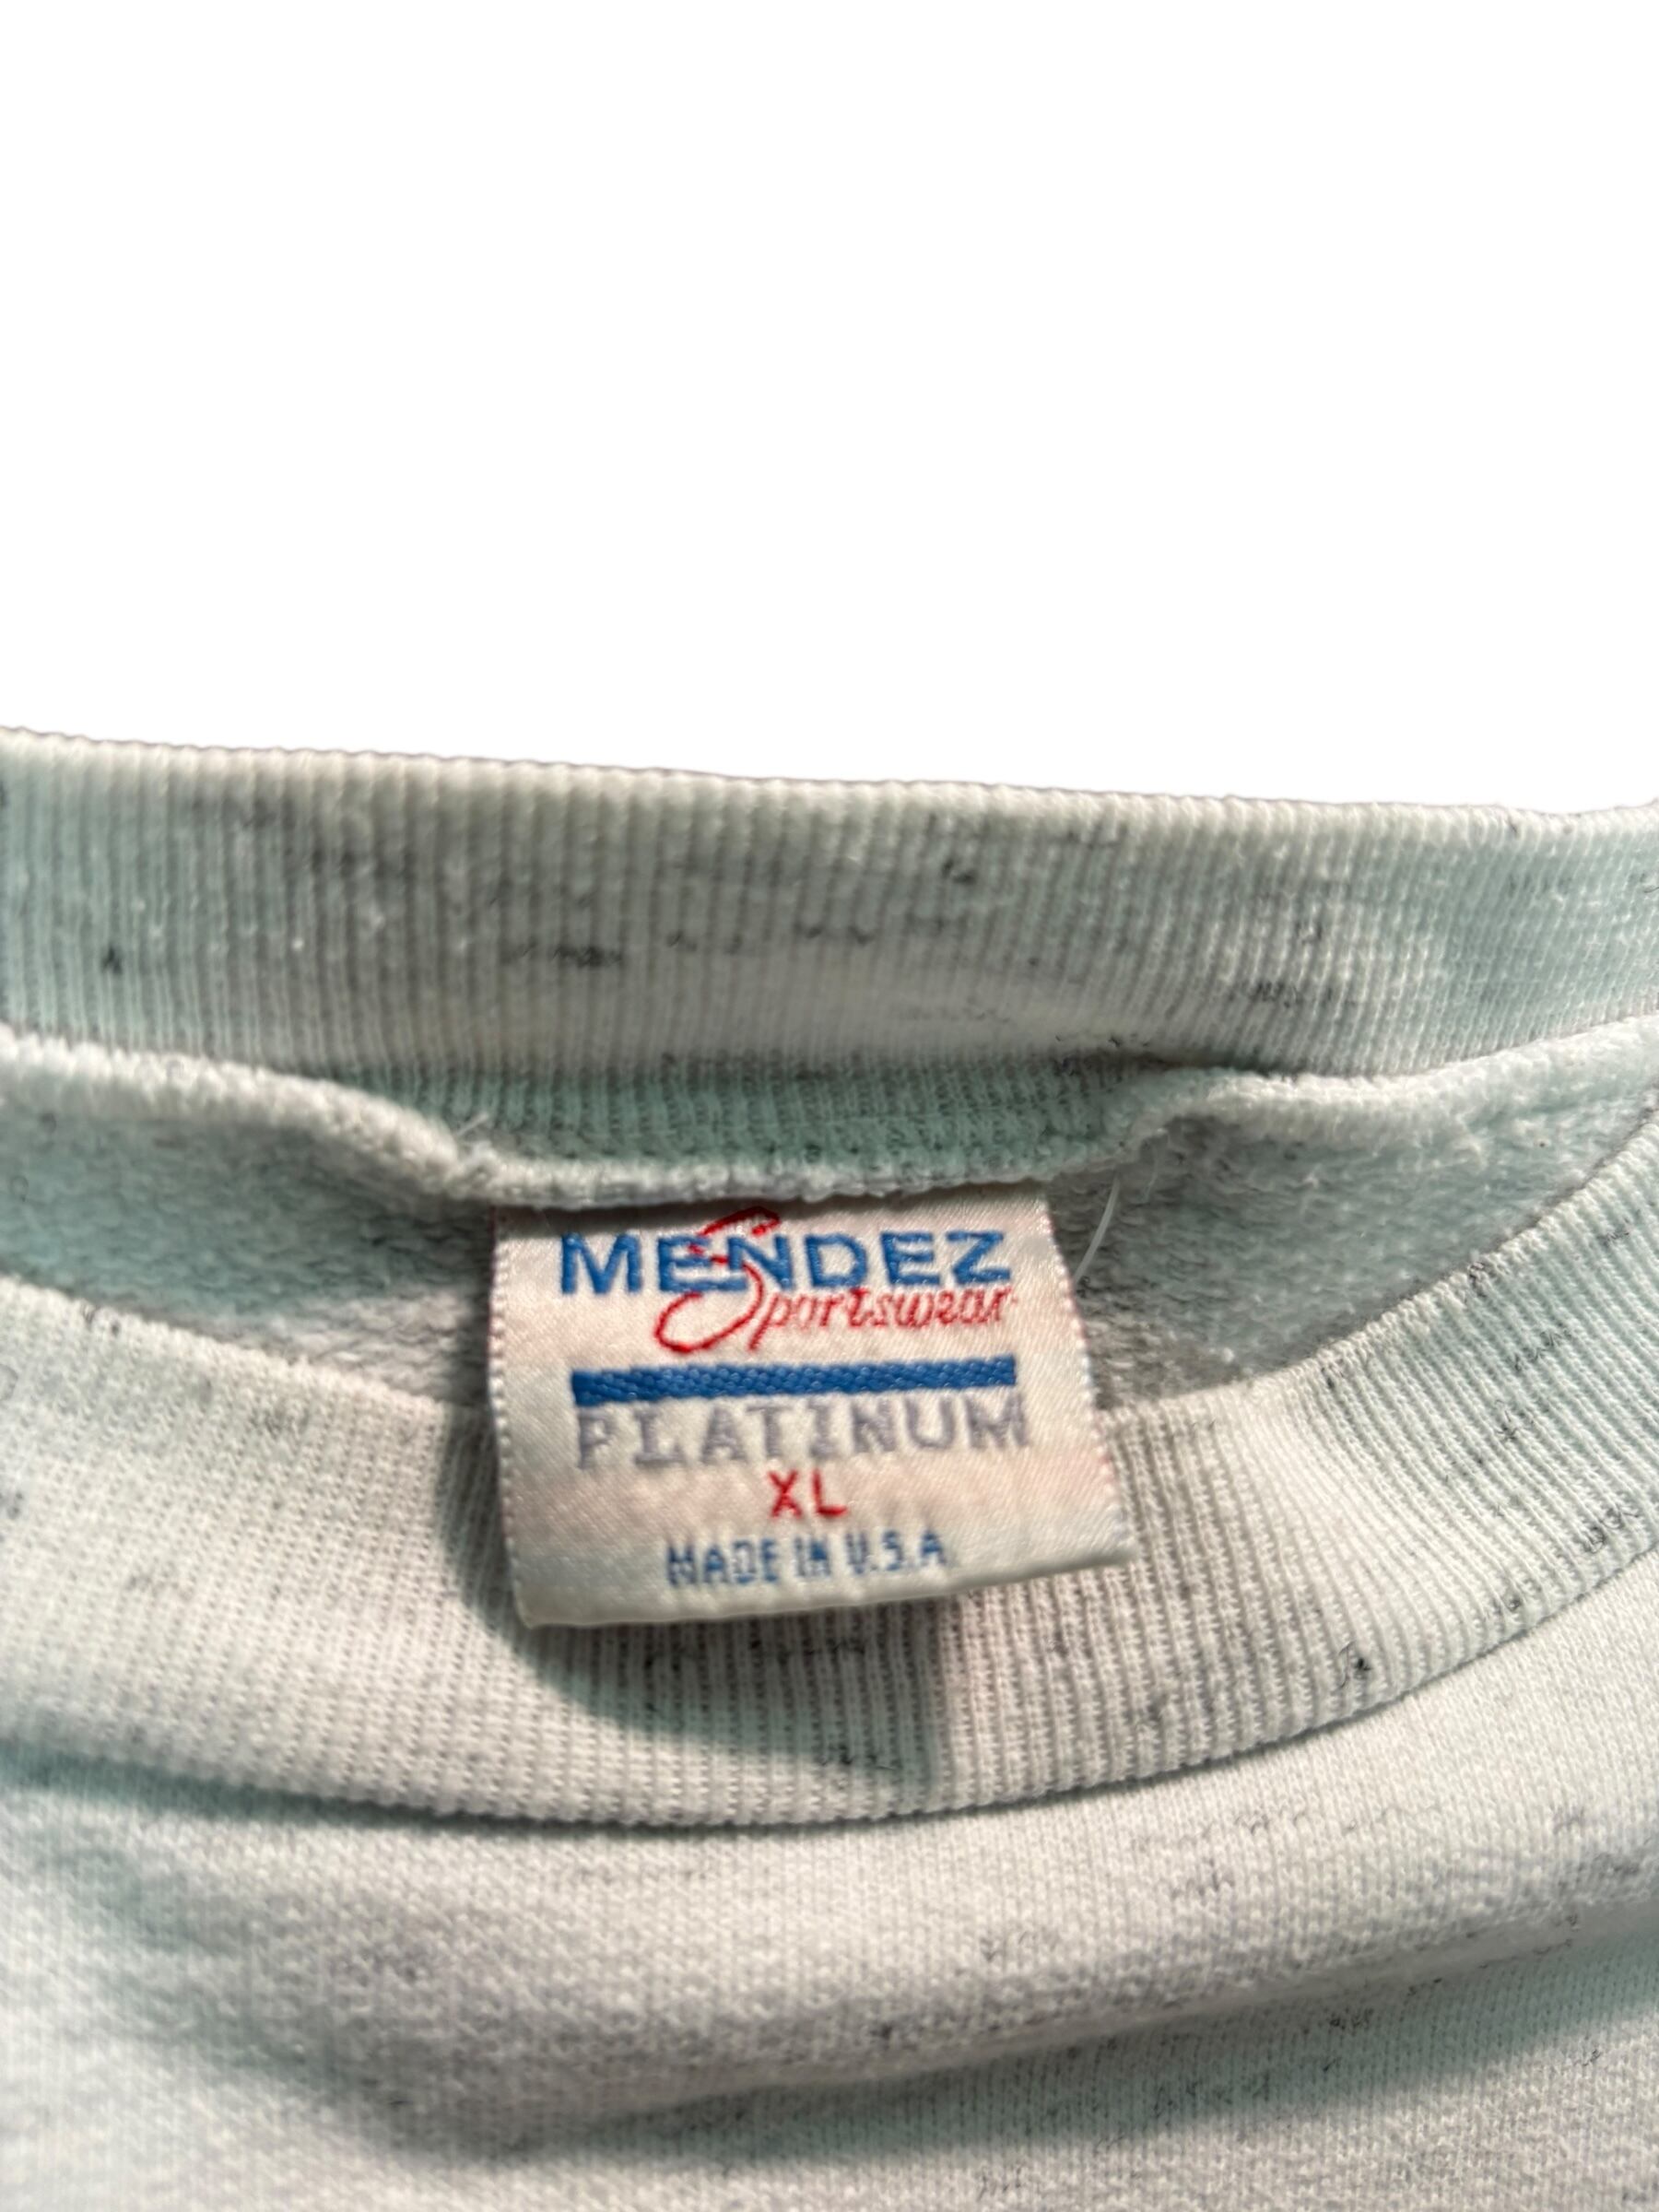 MENDEZ
Sportswear
PLATINUM
XL
MADE IN U.S.A